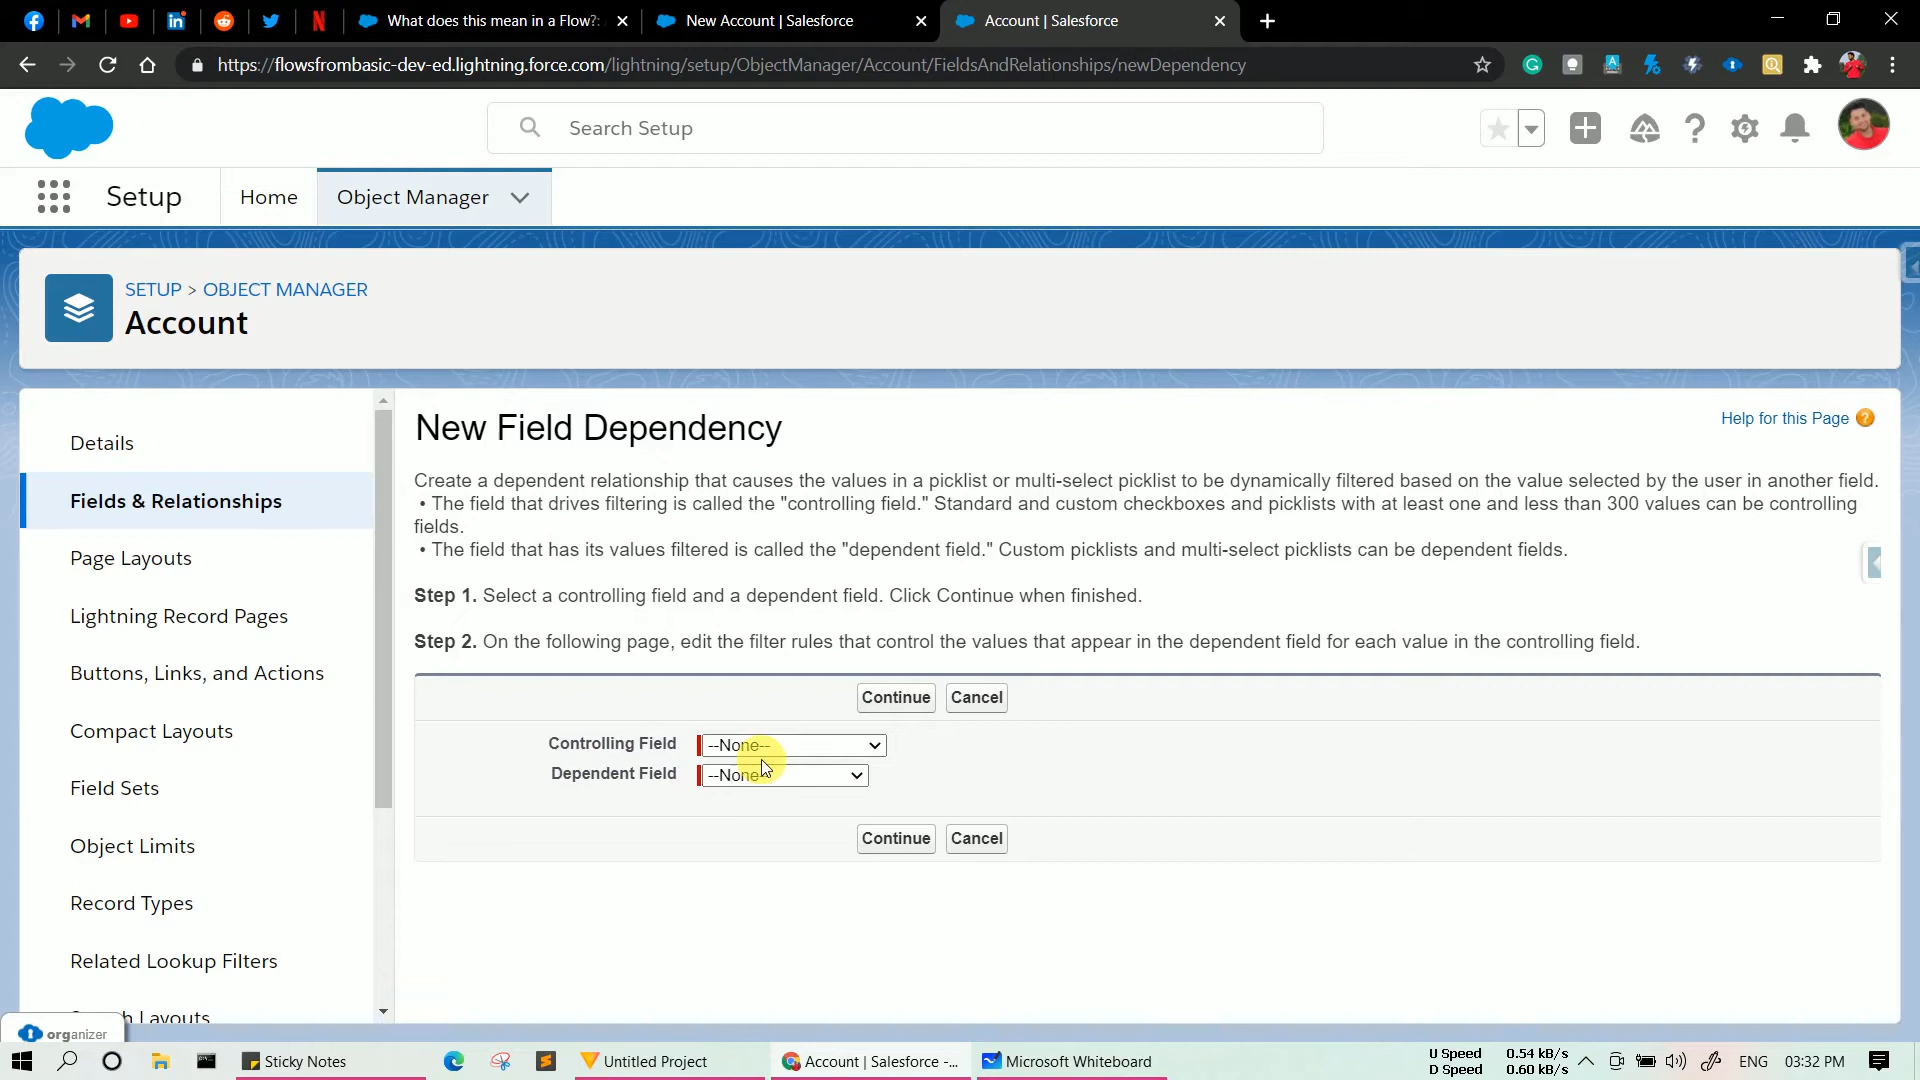 What does this mean in a Flow?:
New Account | Salesforce
Account | Salesforce
https://flowsfrombasic-dev-ed.lightning.force.com/lightning/setup/ObjectManager/Account/FieldsAndRelationships/newDependency
Search Setup
Setup
Home
Object Manager
SETUP > OBJECT MANAGER
Account
Details
Fields & Relationships
Page Layouts
Lightning Record Pages
Buttons, Links, and Actions
Compact Layouts
Field Sets
Object Limits
Record Types
Related Lookup Filters
Search Layouts
organizer
New Field Dependency
Help for this Page
Create a dependent relationship that causes the values in a picklist or multi-select picklist to be dynamically filtered based on the value selected by the user in another field.
• The field that drives filtering is called the "controlling field." Standard and custom checkboxes and picklists with at least one and less than 300 values can be controlling
fields.
• The field that has its values filtered is called the "dependent field." Custom picklists and multi-select picklists can be dependent fields.
Step 1. Select a controlling field and a dependent field. Click Continue when finished.
Step 2. On the following page, edit the filter rules that control the values that appear in the dependent field for each value in the controlling field.
Continue Cancel
Controlling Field --None--
Dependent Field --None--
Continue Cancel
Sticky Notes
Untitled Project
Account | Salesforce -...
Microsoft Whiteboard
U Speed 0.54 kB/s
D Speed 0.60 kB/s
ENG
03:32 PM